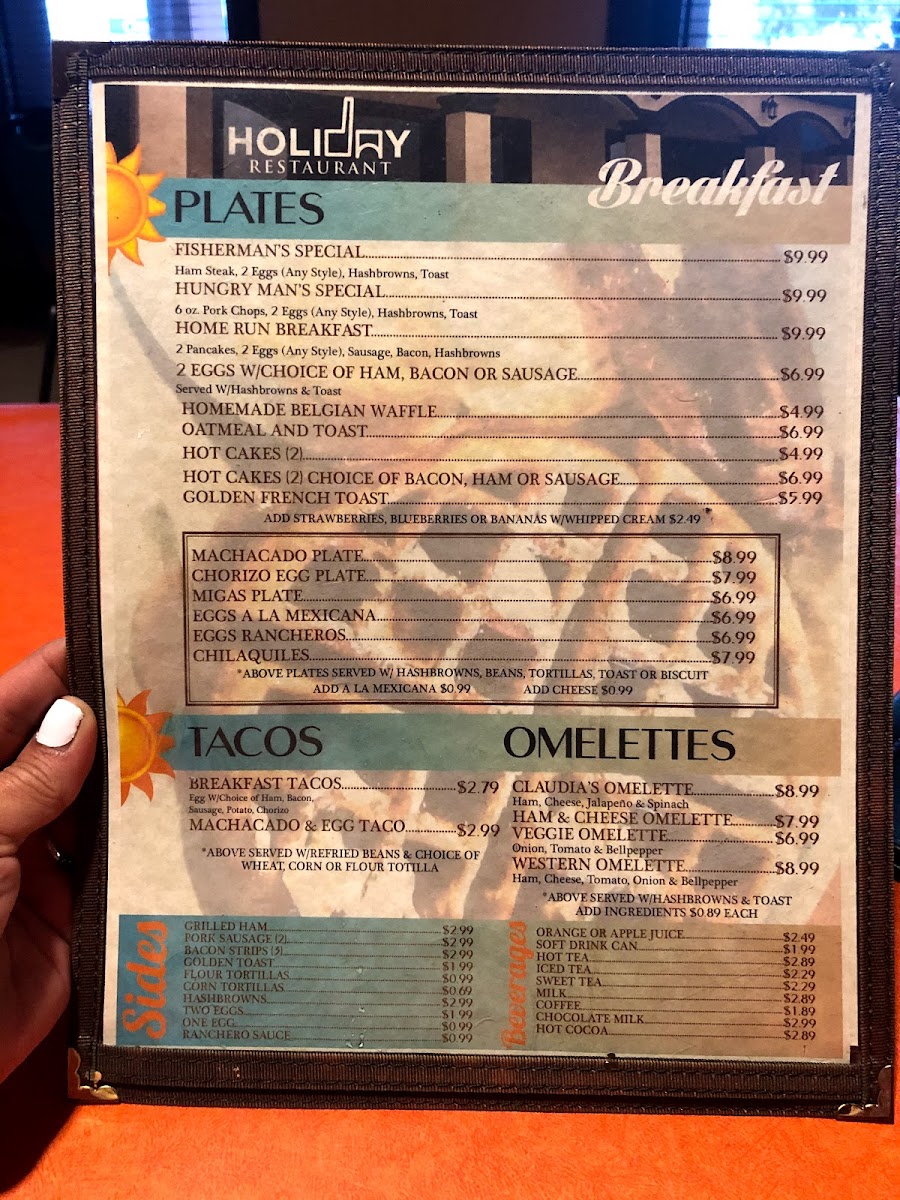 HOLIDAY
RESTAURANT
Breakfast
PLATES
FISHERMAN'S SPECIAL $9.99
Ham Steak, 2 Eggs (Any Style), Hashbrowns, Toast
HUNGRY MAN'S SPECIAL $9.99
6 oz. Pork Chops, 2 Eggs (Any Style), Hashbrowns, Toast
HOME RUN BREAKFAST $9.99
2 Pancakes, 2 Eggs (Any Style), Sausage, Bacon, Hashbrowns
2 EGGS W/CHOICE OF HAM, BACON OR SAUSAGE $6.99
Served W/Hashbrowns & Toast
HOMEMADE BELGIAN WAFFLE $4.99
OATMEAL AND TOAST $6.99
HOT CAKES (2) $4.99
HOT CAKES (2) CHOICE OF BACON, HAM OR SAUSAGE $6.99
GOLDEN FRENCH TOAST $5.99
ADD STRAWBERRIES, BLUEBERRIES OR BANANAS W/WHIPPED CREAM $2.49
MACHACADO PLATE $8.99
CHORIZO EGG PLATE $7.99
MIGAS PLATE $6.99
EGGS A LA MEXICANA $6.99
EGGS RANCHEROS $6.99
CHILAQUILES $7.99
*ABOVE PLATES SERVED W/ HASHBROWNS, BEANS, TORTILLAS, TOAST OR BISCUIT
ADD A LA MEXICANA $0.99 ADD CHEESE $0.99
TACOS
BREAKFAST TACOS $2.79
Egg W/Choice of Ham, Bacon,
Sausage, Potato, Chorizo
MACHACADO & EGG TACO $2.99
*ABOVE SERVED W/REFRIED BEANS & CHOICE OF
WHEAT, CORN OR FLOUR TOTILLA
OMELETTES
CLAUDIA'S OMELETTE $8.99
Ham, Cheese, Jalapeño & Spinach
HAM & CHEESE OMELETTE $7.99
VEGGIE OMELETTE $6.99
Onion, Tomato & Bellpepper
WESTERN OMELETTE $8.99
Ham, Cheese, Tomato, Onion & Bellpepper
*ABOVE SERVED W/HASHBROWNS & TOAST
ADD INGREDIENTS $0.89 EACH
Sides
GRILLED HAM $2.99
PORK SAUSAGE (2) $2.99
BACON STRIPS (3) $2.99
GOLDEN TOAST $1.99
FLOUR TORTILLAS $0.99
CORN TORTILLAS $0.69
HASHBROWNS $2.99
TWO EGGS $1.99
ONE EGG $0.99
RANCHERO SAUCE $0.99
Beverages
ORANGE OR APPLE JUICE $2.49
SOFT DRINK CAN $1.99
HOT TEA $2.89
ICED TEA $2.29
SWEET TEA $2.29
MILK $2.89
COFFEE $1.89
CHOCOLATE MILK $2.99
HOT COCOA $2.89